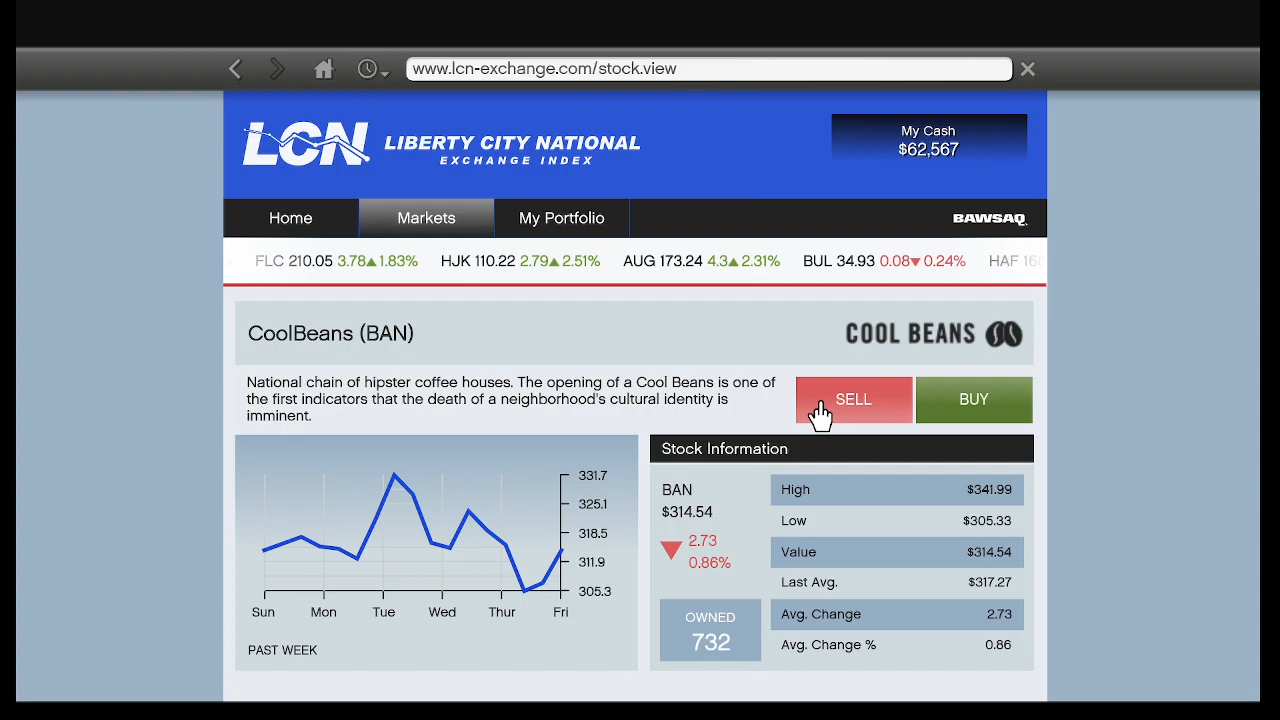 www.lcn-exchange.com/stock.view
LCN LIBERTY CITY NATIONAL
EXCHANGE INDEX
My Cash
$62,567
Home Markets My Portfolio BAWSAQ
FLC 210.05 3.78▲1.83% HJK 110.22 2.79▲2.51% AUG 173.24 4.3▲2.31% BUL 34.93 0.08▼0.24% HAF
CoolBeans (BAN) COOL BEANS
National chain of hipster coffee houses. The opening of a Cool Beans is one of
the first indicators that the death of a neighborhood's cultural identity is
imminent.
SELL BUY
331.7
325.1
318.5
311.9
305.3
Sun Mon Tue Wed Thur Fri
PAST WEEK
Stock Information
BAN
$314.54
2.73
0.86%
OWNED
732
High $341.99
Low $305.33
Value $314.54
Last Avg. $317.27
Avg. Change 2.73
Avg. Change % 0.86